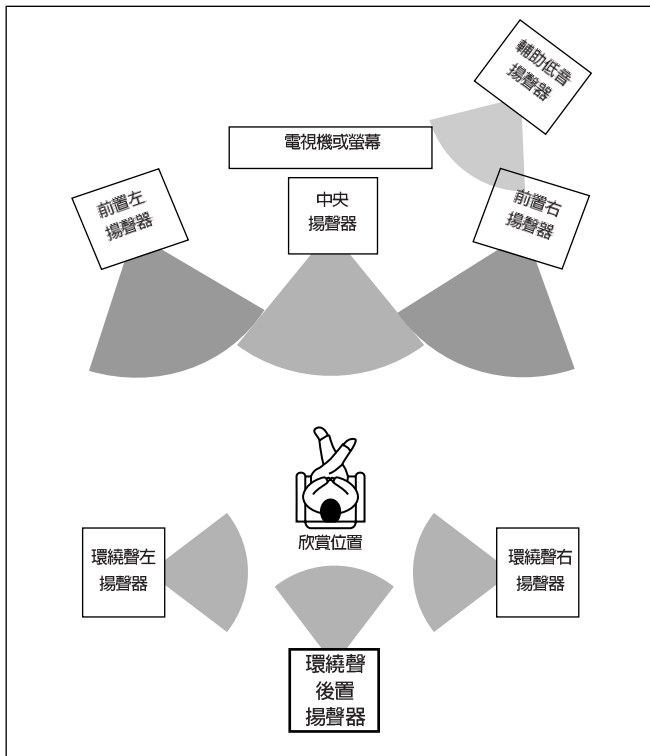 輔助低音
揚聲器
電視機或螢幕
前置左
揚聲器
中央
揚聲器
前置右
揚聲器
欣賞位置
環繞聲左
揚聲器
環繞聲右
揚聲器
環繞聲
後置
揚聲器